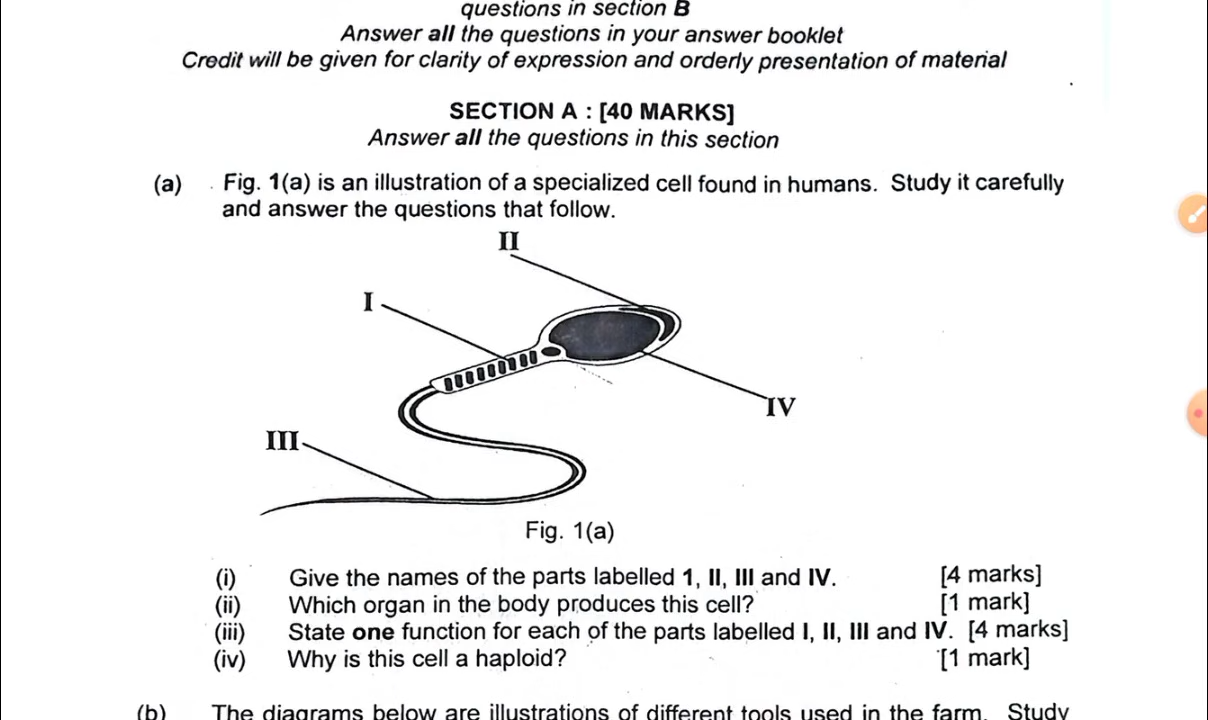 questions in section B
Answer all the questions in your answer booklet
Credit will be given for clarity of expression and orderly presentation of material
SECTION A : [40 MARKS]
Answer all the questions in this section
(a) Fig. 1(a) is an illustration of a specialized cell found in humans. Study it carefully
and answer the questions that follow.
II
I
IV
III
Fig. 1(a)
(i) Give the names of the parts labelled 1, II, III and IV. [4 marks]
(ii) Which organ in the body produces this cell? [1 mark]
(iii) State one function for each of the parts labelled I, II, III and IV. [4 marks]
(iv) Why is this cell a haploid? [1 mark]
(b) The diagrams below are illustrations of different tools used in the farm. Study